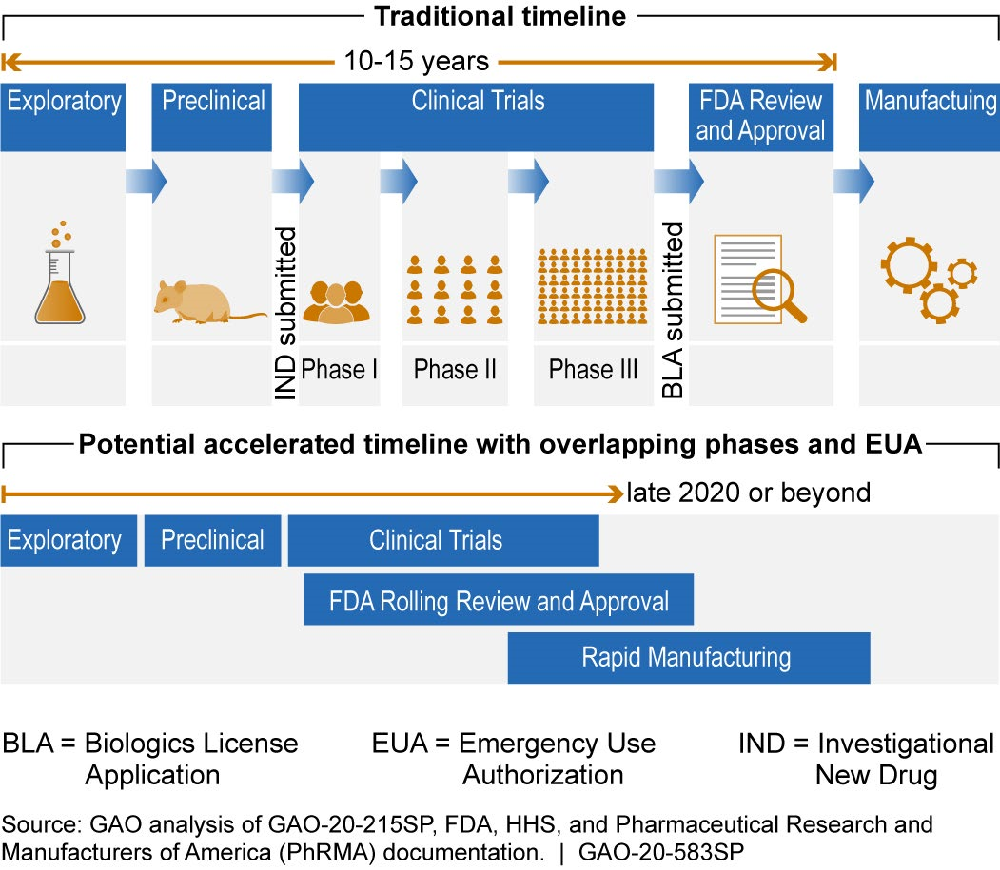 Traditional timeline
10-15 years
Exploratory
Preclinical
Clinical Trials
FDA Review
and Approval
Manufactuing
IND submitted
BLA submitted
Phase I
Phase II
Phase III
Potential accelerated timeline with overlapping phases and EUA
late 2020 or beyond
Exploratory
Preclinical
Clinical Trials
FDA Rolling Review and Approval
Rapid Manufacturing
BLA = Biologics License
Application
EUA = Emergency Use
Authorization
IND = Investigational
New Drug
Source: GAO analysis of GAO-20-215SP, FDA, HHS, and Pharmaceutical Research and
Manufacturers of America (PhRMA) documentation. | GAO-20-583SP